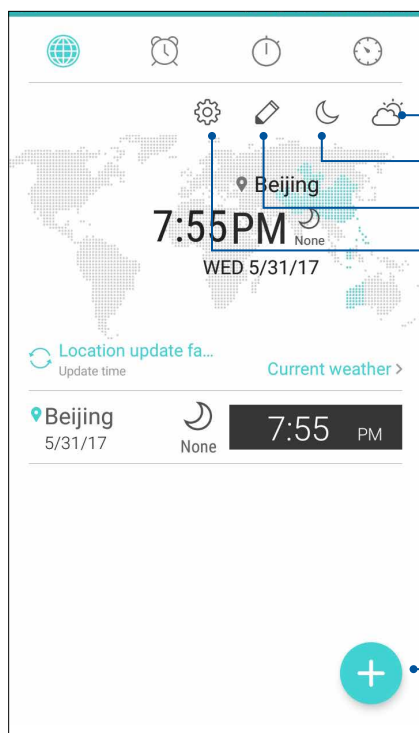 Beijing
7:55PM
None
WED 5/31/17
Location update fa...
Update time
Current weather >
Beijing
5/31/17
None
7:55 PM